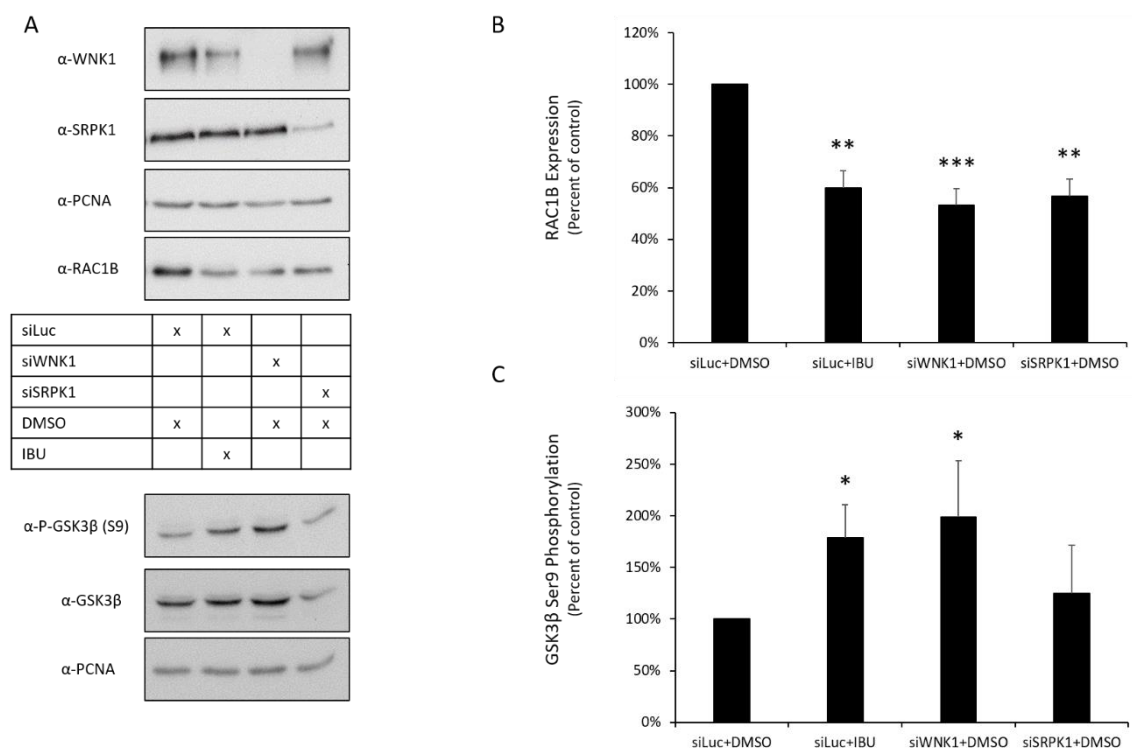 A
α-WNK1
α-SRPK1
α-PCNA
α-RAC1B
siLuc x x
siWNK1 x
siSRPK1 x
DMSO x x x
IBU x
α-P-GSK3β (S9)
α-GSK3β
α-PCNA
B
RAC1B Expression
(Percent of control)
120%
100%
80%
60%
40%
20%
0%
**
***
**
siLuc+DMSO siLuc+IBU siWNK1+DMSO siSRPK1+DMSO
C
GSK3β Ser9 Phosphorylation
(Percent of control)
300%
250%
200%
150%
100%
50%
0%
*
*
siLuc+DMSO siLuc+IBU siWNK1+DMSO siSRPK1+DMSO